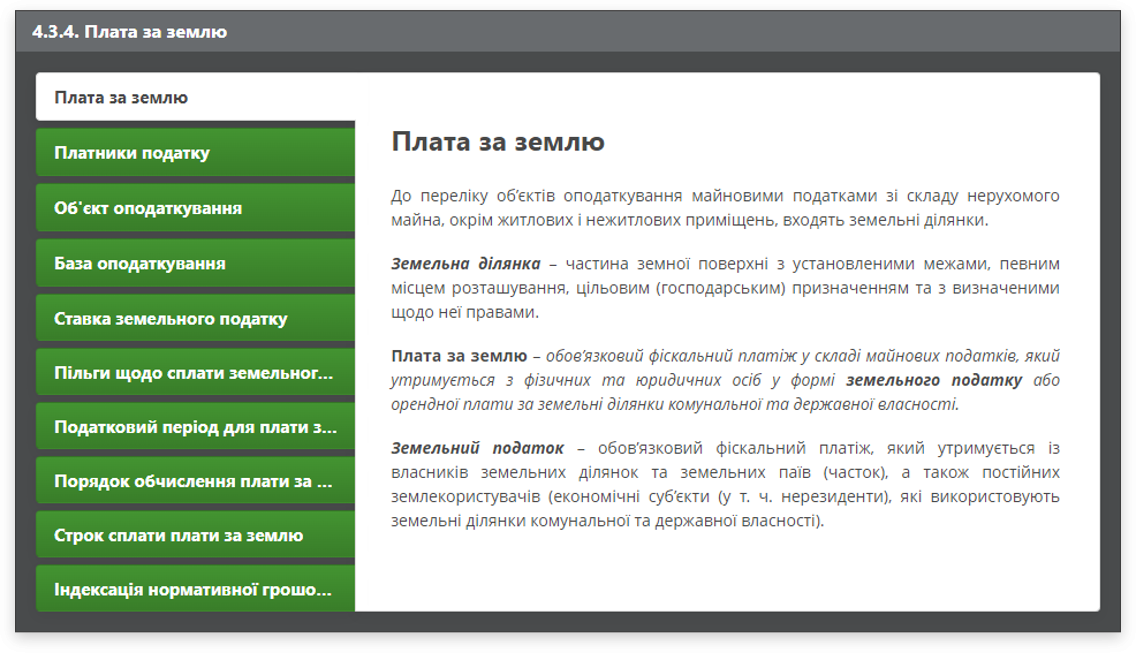 4.3.4. Плата за землю
Плата за землю
Платники податку
Об'єкт оподаткування
База оподаткування
Ставка земельного податку
Пільги щодо сплати земельног...
Податковий період для плати з...
Порядок обчислення плати за ...
Строк сплати плати за землю
Індексація нормативної грошо...
Плата за землю
До переліку об’єктів оподаткування майновими податками зі складу нерухомого
майна, окрім житлових і нежитлових приміщень, входять земельні ділянки.
Земельна ділянка – частина земної поверхні з установленими межами, певним
місцем розташування, цільовим (господарським) призначенням та з визначеними
щодо неї правами.
Плата за землю – обов’язковий фіскальний платіж у складі майнових податків, який
утримується з фізичних та юридичних осіб у формі земельного податку або
орендної плати за земельні ділянки комунальної та державної власності.
Земельний податок – обов’язковий фіскальний платіж, який утримується із
власників земельних ділянок та земельних паїв (часток), а також постійних
землекористувачів (економічні суб’єкти (у т. ч. нерезиденти), які використовують
земельні ділянки комунальної та державної власності).